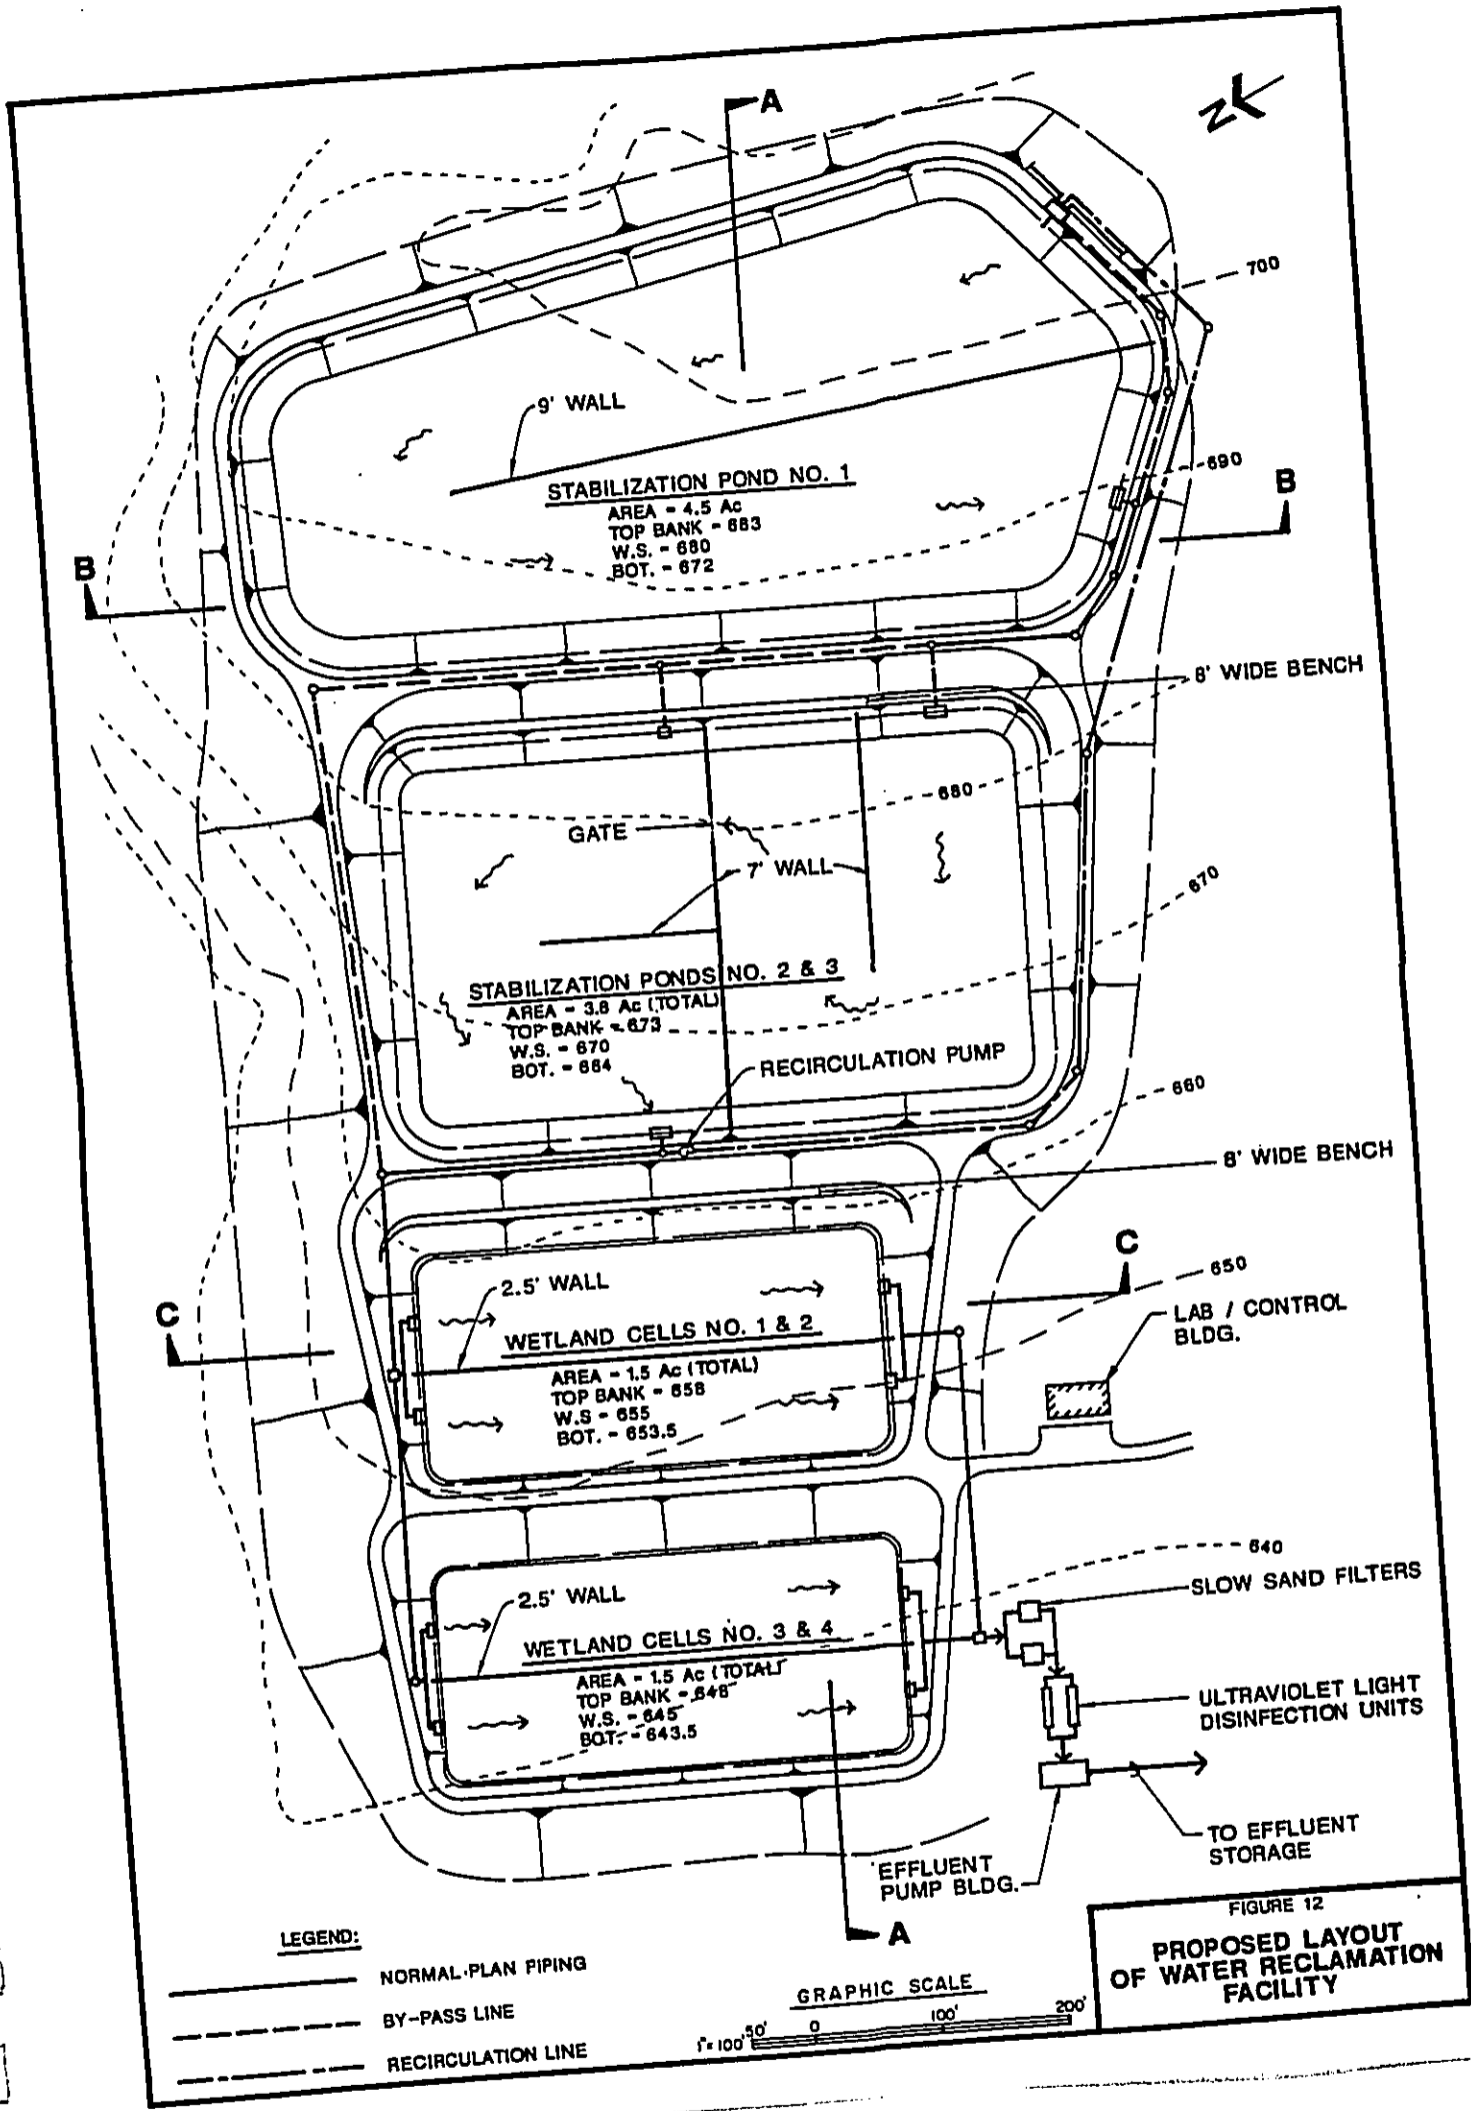 A
N
700
9' WALL
STABILIZATION POND NO. 1
AREA = 4.5 Ac
TOP BANK = 683
W.S. = 680
BOT. = 672
690
B
B
8' WIDE BENCH
680
GATE
7' WALL
670
STABILIZATION PONDS NO. 2 & 3
AREA = 3.8 Ac (TOTAL)
TOP BANK = 673
W.S. = 670
BOT. = 664
RECIRCULATION PUMP
660
8' WIDE BENCH
C
650
2.5' WALL
LAB / CONTROL
BLDG.
C
WETLAND CELLS NO. 1 & 2
AREA = 1.5 Ac (TOTAL)
TOP BANK = 658
W.S = 655
BOT. = 653.5
640
SLOW SAND FILTERS
2.5' WALL
WETLAND CELLS NO. 3 & 4
AREA = 1.5 Ac (TOTAL)
TOP BANK = 648
W.S. = 645
BOT. = 643.5
ULTRAVIOLET LIGHT
DISINFECTION UNITS
TO EFFLUENT
STORAGE
EFFLUENT
PUMP BLDG.
A
LEGEND:
NORMAL PLAN PIPING
BY-PASS LINE
RECIRCULATION LINE
GRAPHIC SCALE
1"=100' 50' 0 100' 200'
FIGURE 12
PROPOSED LAYOUT
OF WATER RECLAMATION
FACILITY